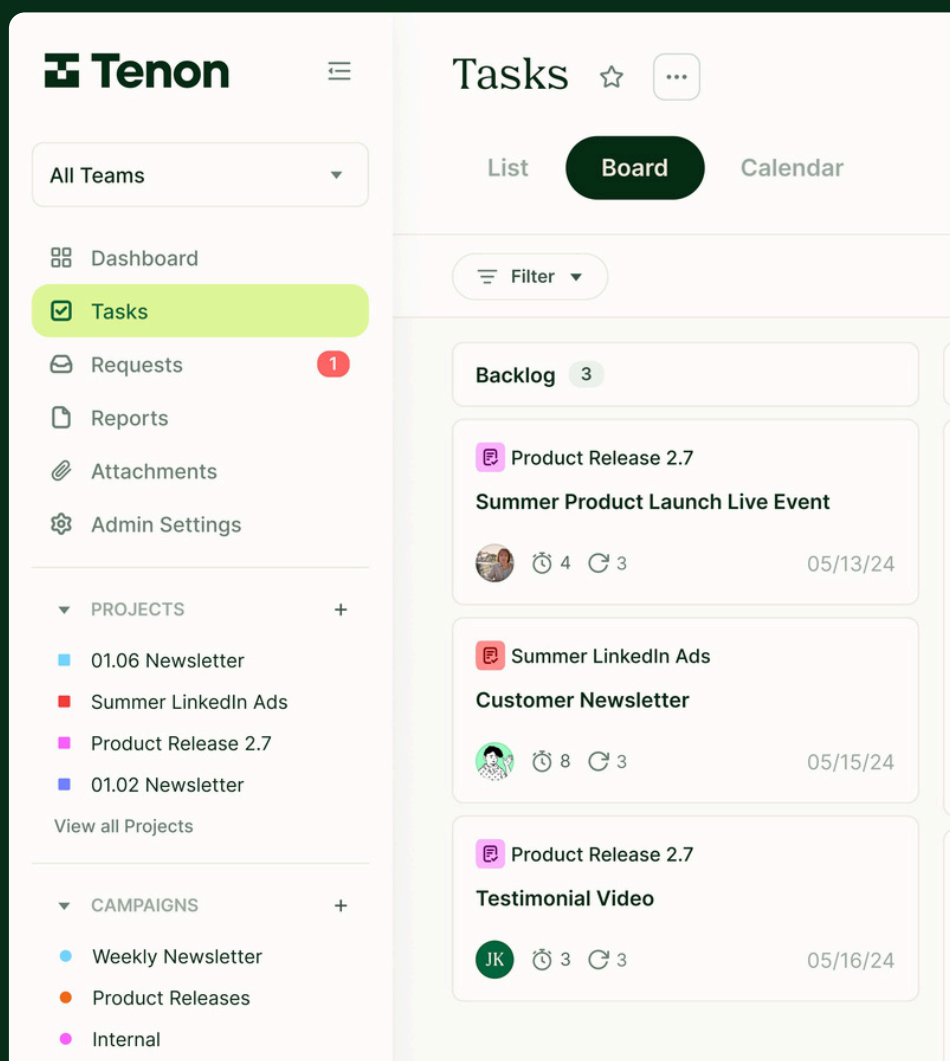 Tenon
All Teams
Dashboard
Tasks
Requests 1
Reports
Attachments
Admin Settings
PROJECTS +
01.06 Newsletter
Summer LinkedIn Ads
Product Release 2.7
01.02 Newsletter
View all Projects
CAMPAIGNS +
Weekly Newsletter
Product Releases
Internal
Tasks
List Board Calendar
Filter
Backlog 3
Product Release 2.7
Summer Product Launch Live Event
4 3 05/13/24
Summer LinkedIn Ads
Customer Newsletter
8 3 05/15/24
Product Release 2.7
Testimonial Video
JK 3 3 05/16/24